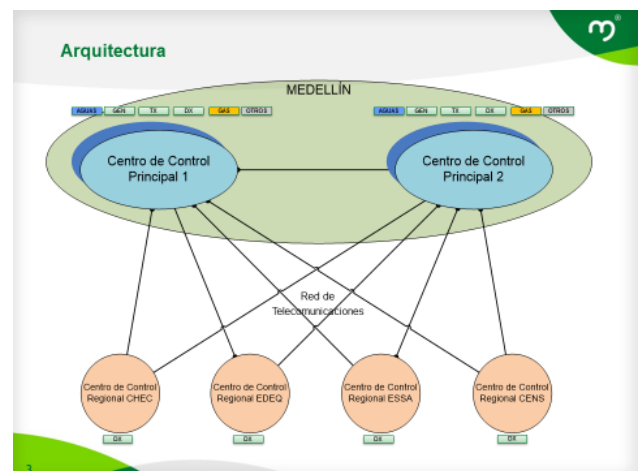 Arquitectura
MEDELLÍN
AGUAS GEN TX DX GAS OTROS
AGUAS GEN TX DX GAS OTROS
Centro de Control
Principal 1
Centro de Control
Principal 2
Red de
Telecomunicaciones
Centro de Control
Regional CHEC
Centro de Control
Regional EDEQ
Centro de Control
Regional ESSA
Centro de Control
Regional CENS
DX
DX
DX
DX
3